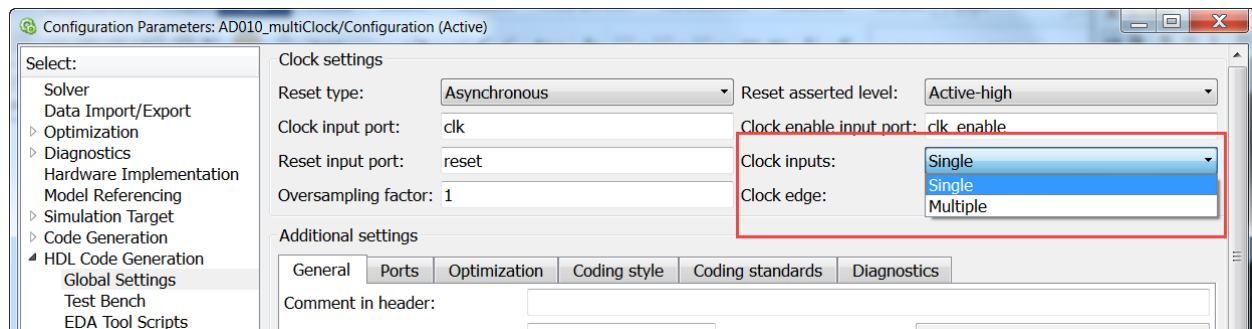 Configuration Parameters: AD010_multiClock/Configuration (Active)
Select:
Solver
Data Import/Export
Optimization
Diagnostics
Hardware Implementation
Model Referencing
Simulation Target
Code Generation
HDL Code Generation
Global Settings
Test Bench
EDA Tool Scripts
Clock settings
Reset type: Asynchronous Reset asserted level: Active-high
Clock input port: clk Clock enable input port: clk_enable
Reset input port: reset Clock inputs: Single
Single
Oversampling factor: 1 Clock edge:
Multiple
Additional settings
General Ports Optimization Coding style Coding standards Diagnostics
Comment in header: